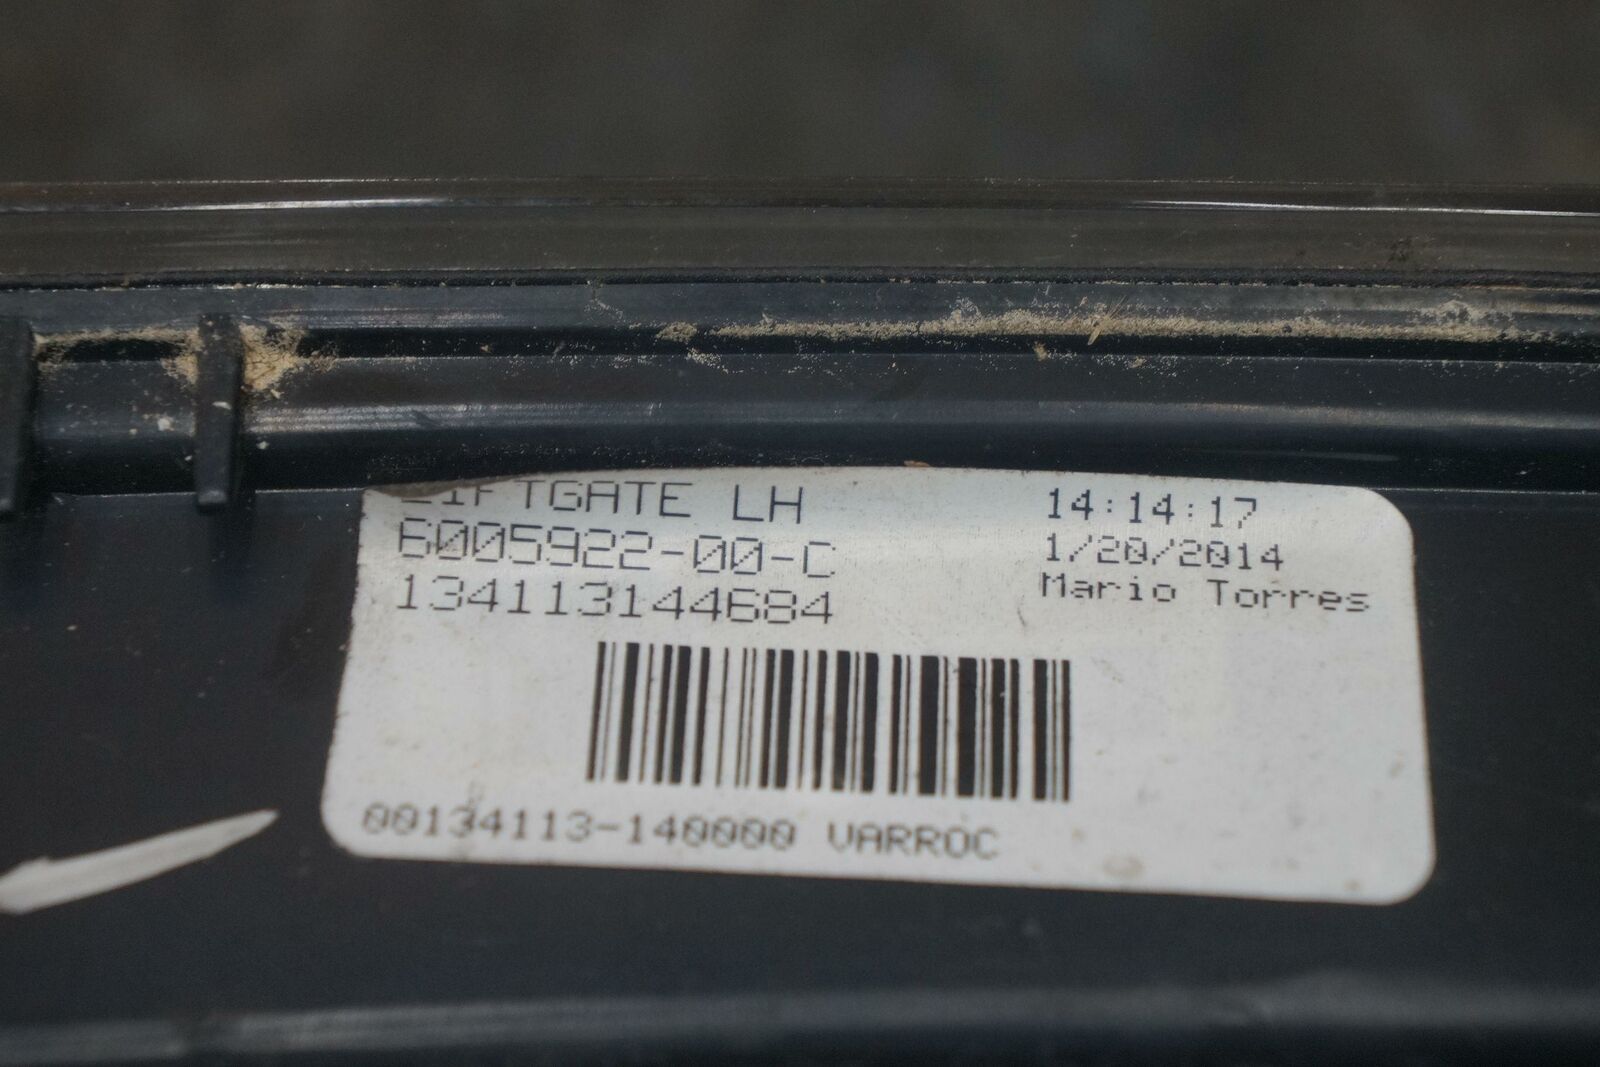 LIFTGATE LH
6005922-00-C
134113144684
14:14:17
1/20/2014
Mario Torres
00134113-140000 VARROC